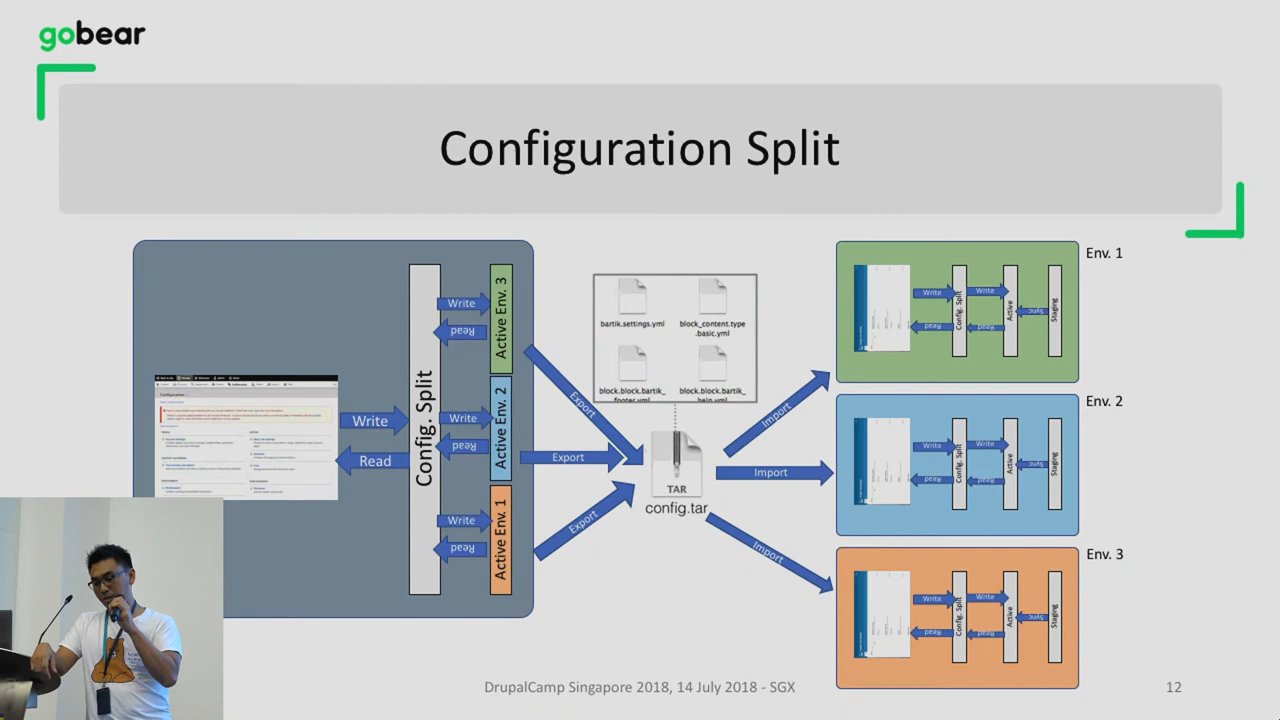 gobear
Configuration Split
Configuration
Write
Read
Config. Split
Write
Read
Active Env. 3
Write
Read
Active Env. 2
Write
Read
Active Env. 1
Export
Export
Export
bartik.settings.yml
block_content.type
.basic.yml
block.block.bartik_
footer.yml
block.block.bartik_
help.yml
TAR
config.tar
Import
Import
Import
Env. 1
Write
Read
Config. Split
Write
Read
Active
Sync
Staging
Env. 2
Write
Read
Config. Split
Write
Read
Active
Sync
Staging
Env. 3
Write
Read
Config. Split
Write
Read
Active
Sync
Staging
DrupalCamp Singapore 2018, 14 July 2018 - SGX
12